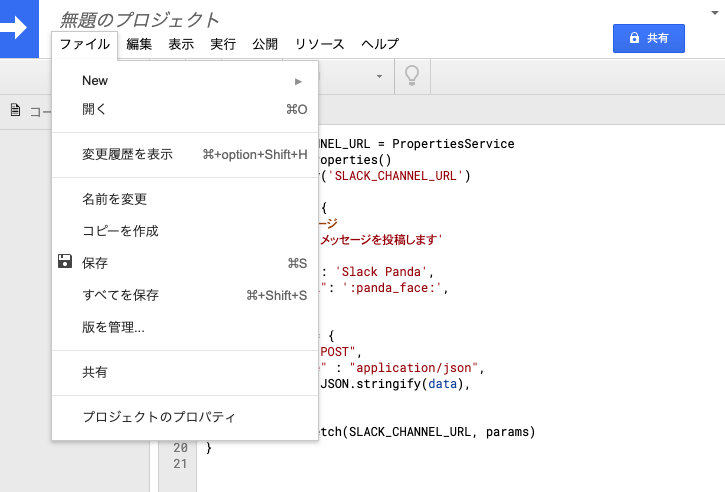 無題のプロジェクト
ファイル 編集 表示 実行 公開 リソース ヘルプ
共有
New
開く ⌘O
変更履歴を表示 ⌘+option+Shift+H
名前を変更
コピーを作成
保存 ⌘S
すべてを保存 ⌘+Shift+S
版を管理...
共有
プロジェクトのプロパティ
コー
NEL_URL = PropertiesService
roperties()
('SLACK_CHANNEL_URL')
{
ージ
メッセージを投稿します'
: 'Slack Panda',
": ':panda_face:',
= {
POST",
" : "application/json",
JSON.stringify(data),
etch(SLACK_CHANNEL_URL, params)
20 }
21